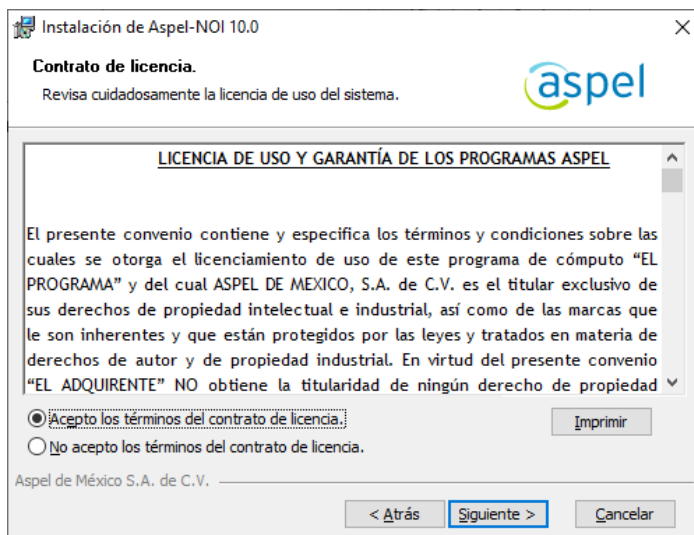 Instalación de Aspel-NOI 10.0
Contrato de licencia.
Revisa cuidadosamente la licencia de uso del sistema.
aspel
LICENCIA DE USO Y GARANTÍA DE LOS PROGRAMAS ASPEL
El presente convenio contiene y especifica los términos y condiciones sobre las
cuales se otorga el licenciamiento de uso de este programa de cómputo “EL
PROGRAMA” y del cual ASPEL DE MEXICO, S.A. de C.V. es el titular exclusivo de
sus derechos de propiedad intelectual e industrial, así como de las marcas que
le son inherentes y que están protegidos por las leyes y tratados en materia de
derechos de autor y de propiedad industrial. En virtud del presente convenio
“EL ADQUIRENTE” NO obtiene la titularidad de ningún derecho de propiedad
Acepto los términos del contrato de licencia.
Imprimir
No acepto los términos del contrato de licencia.
Aspel de México S.A. de C.V.
< Atrás
Siguiente >
Cancelar